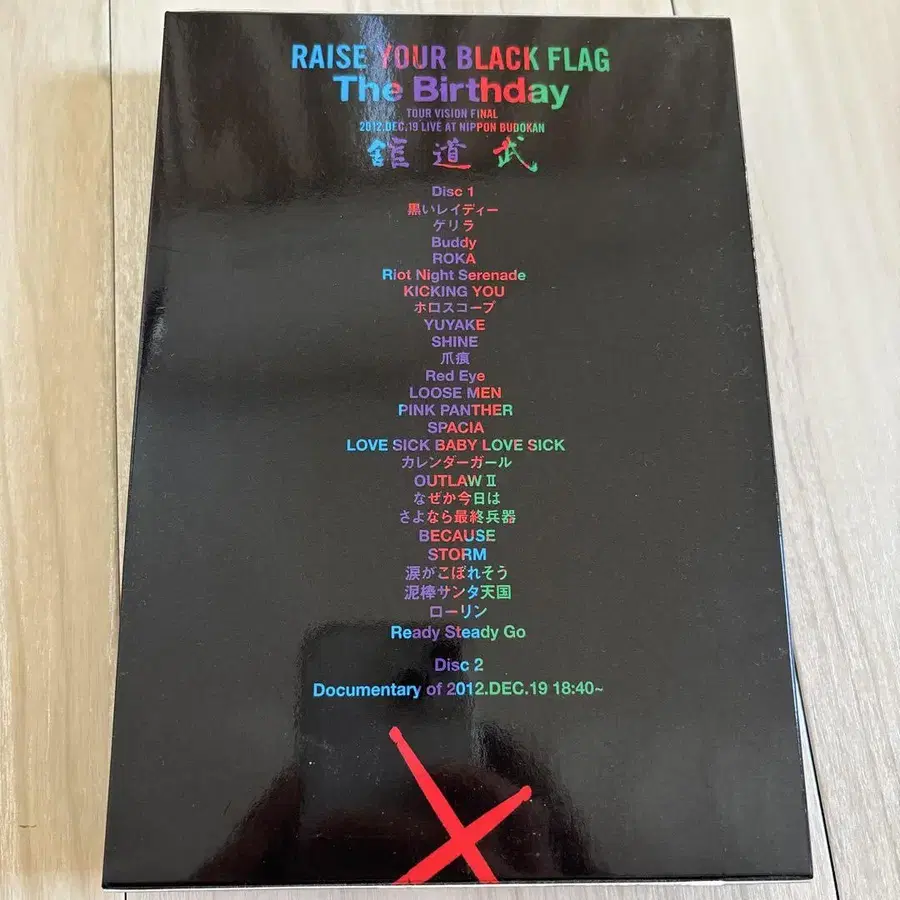 RAISE YOUR BLACK FLAG
The Birthday
TOUR VISION FINAL
2012.DEC.19 LIVE AT NIPPON BUDOKAN
舘道武
Disc 1
黒いレイディー
ゲリラ
Buddy
ROKA
Riot Night Serenade
KICKING YOU
ホロスコープ
YUYAKE
SHINE
爪痕
Red Eye
LOOSE MEN
PINK PANTHER
SPACIA
LOVE SICK BABY LOVE SICK
カレンダーガール
OUTLAW II
なぜか今日は
さよなら最終兵器
BECAUSE
STORM
涙がこぼれそう
泥棒サンタ天国
ローリン
Ready Steady Go
Disc 2
Documentary of 2012.DEC.19 18:40~